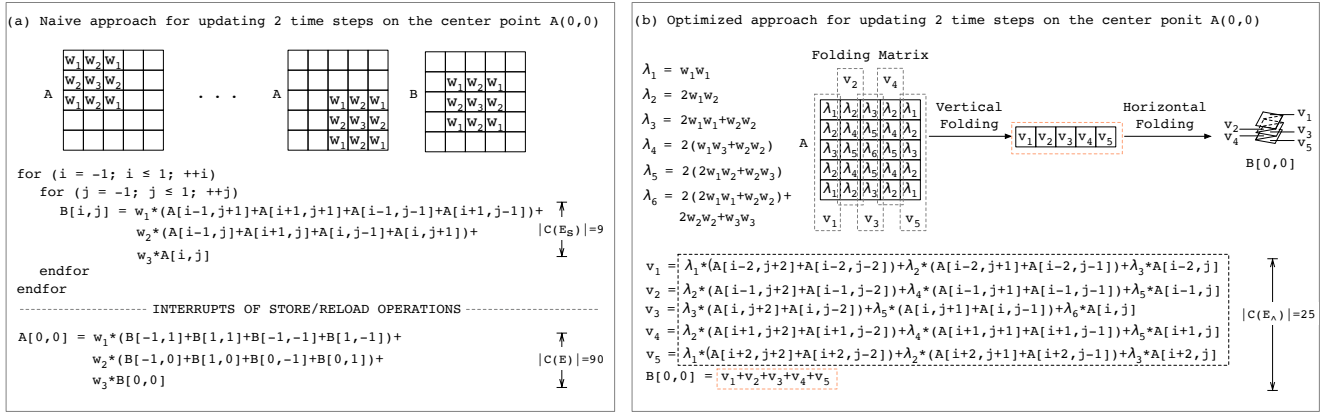 (a) Naive approach for updating 2 time steps on the center point A(0,0)
w₁ w₂ w₁
w₂ w₃ w₂
A w₁ w₂ w₁
. . .
A
w₁ w₂ w₁
w₂ w₃ w₂
w₁ w₂ w₁
B
w₁ w₂ w₁
w₂ w₃ w₂
w₁ w₂ w₁
for (i = -1; i ≤ 1; ++i)
for (j = -1; j ≤ 1; ++j)
B[i,j] = w₁*(A[i-1,j+1]+A[i+1,j+1]+A[i-1,j-1]+A[i+1,j-1])+
w₂*(A[i-1,j]+A[i+1,j]+A[i,j-1]+A[i,j+1])+
w₃*A[i,j]
|C(E_S)|=9
endfor
endfor
INTERRUPTS OF STORE/RELOAD OPERATIONS
A[0,0] = w₁*(B[-1,1]+B[1,1]+B[-1,-1]+B[1,-1])+
w₂*(B[-1,0]+B[1,0]+B[0,-1]+B[0,1])+
w₃*B[0,0]
|C(E)|=90
(b) Optimized approach for updating 2 time steps on the center ponit A(0,0)
λ₁ = w₁w₁
λ₂ = 2w₁w₂
λ₃ = 2w₁w₁+w₂w₂
λ₄ = 2(w₁w₃+w₂w₂)
λ₅ = 2(2w₁w₂+w₂w₃)
λ₆ = 2(2w₁w₁+w₂w₂)+
2w₂w₂+w₃w₃
Folding Matrix
v₂ v₄
λ₁ λ₂ λ₃ λ₂ λ₁
λ₂ λ₄ λ₅ λ₄ λ₂
A λ₃ λ₅ λ₆ λ₅ λ₃
λ₂ λ₄ λ₅ λ₄ λ₂
λ₁ λ₂ λ₃ λ₂ λ₁
v₁ v₃ v₅
Vertical
Folding
v₁ v₂ v₃ v₄ v₅
Horizontal
Folding
v₁
v₂ v₃
v₄ v₅
B[0,0]
v₁ = λ₁*(A[i-2,j+2]+A[i-2,j-2])+λ₂*(A[i-2,j+1]+A[i-2,j-1])+λ₃*A[i-2,j]
v₂ = λ₂*(A[i-1,j+2]+A[i-1,j-2])+λ₄*(A[i-1,j+1]+A[i-1,j-1])+λ₅*A[i-1,j]
v₃ = λ₃*(A[i,j+2]+A[i,j-2])+λ₅*(A[i,j+1]+A[i,j-1])+λ₆*A[i,j]
v₄ = λ₂*(A[i+1,j+2]+A[i+1,j-2])+λ₄*(A[i+1,j+1]+A[i+1,j-1])+λ₅*A[i+1,j]
v₅ = λ₁*(A[i+2,j+2]+A[i+2,j-2])+λ₂*(A[i+2,j+1]+A[i+2,j-1])+λ₃*A[i+2,j]
B[0,0] = v₁+v₂+v₃+v₄+v₅
|C(E_Λ)|=25